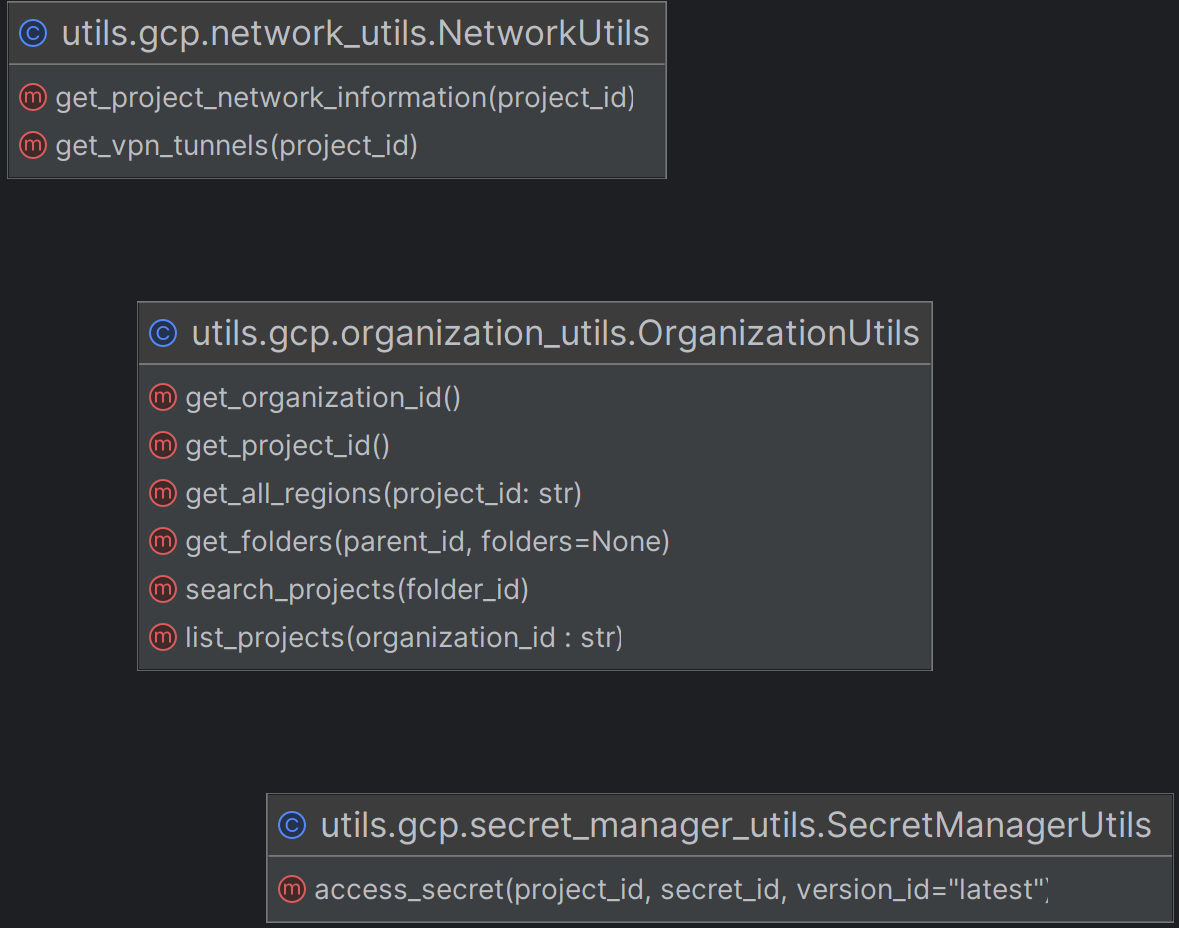 C utils.gcp.network_utils.NetworkUtils
m get_project_network_information(project_id)
m get_vpn_tunnels(project_id)
C utils.gcp.organization_utils.OrganizationUtils
m get_organization_id()
m get_project_id()
m get_all_regions(project_id: str)
m get_folders(parent_id, folders=None)
m search_projects(folder_id)
m list_projects(organization_id : str)
C utils.gcp.secret_manager_utils.SecretManagerUtils
m access_secret(project_id, secret_id, version_id="latest")